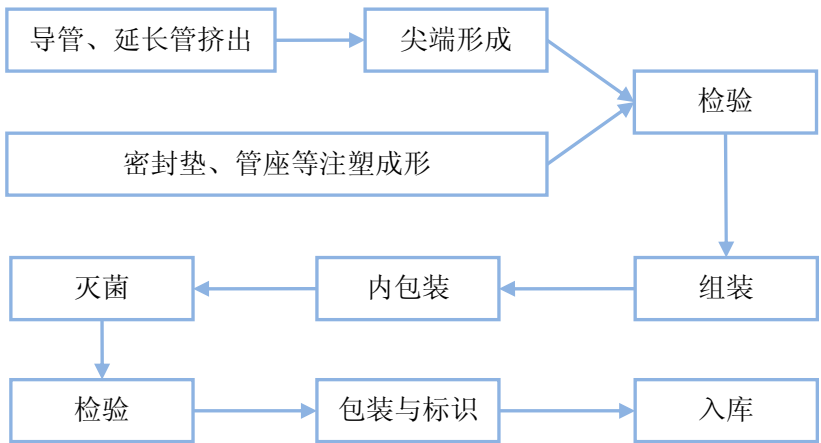 导管、延长管挤出
尖端形成
检验
密封垫、管座等注塑成形
灭菌
内包装
组装
检验
包装与标识
入库